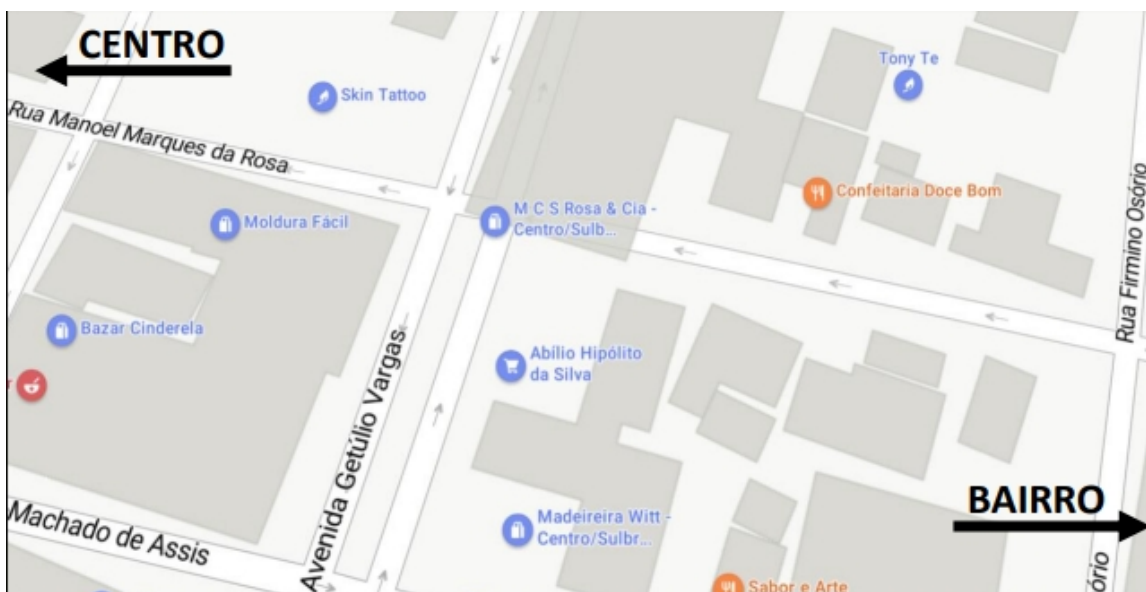 CENTRO
Tony Te
Skin Tattoo
Rua Manoel Marques da Rosa
Confeitaria Doce Bom
M C S Rosa & Cia -
Centro/Sulb...
Moldura Fácil
Rua Firmino Osório
Bazar Cinderela
Abílio Hipólito
da Silva
r
Avenida Getúlio Vargas
BAIRRO
Machado de Assis
Madeireira Witt -
Centro/Sulbr...
ório
Sabor e Arte